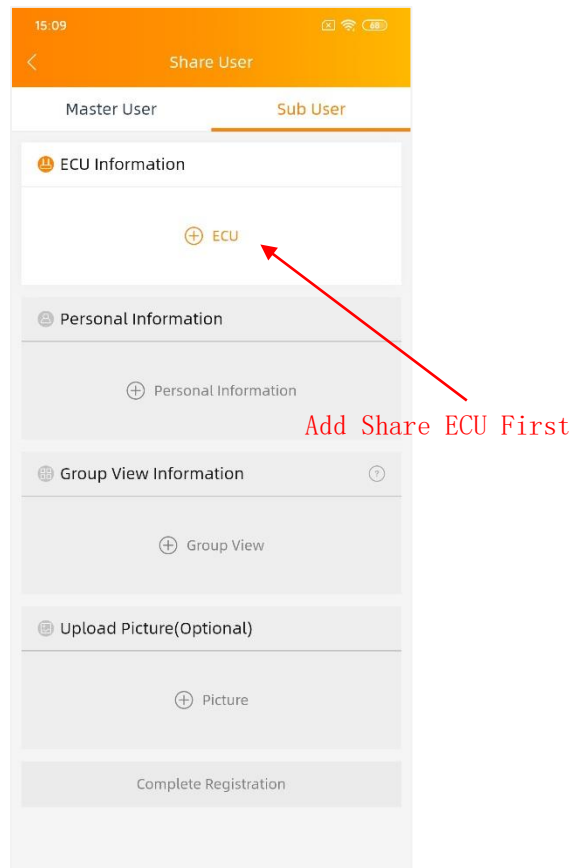 15:09
68
Share User
Master User
Sub User
ECU Information
ECU
Personal Information
Personal Information
Add Share ECU First
Group View Information
?
Group View
Upload Picture(Optional)
Picture
Complete Registration